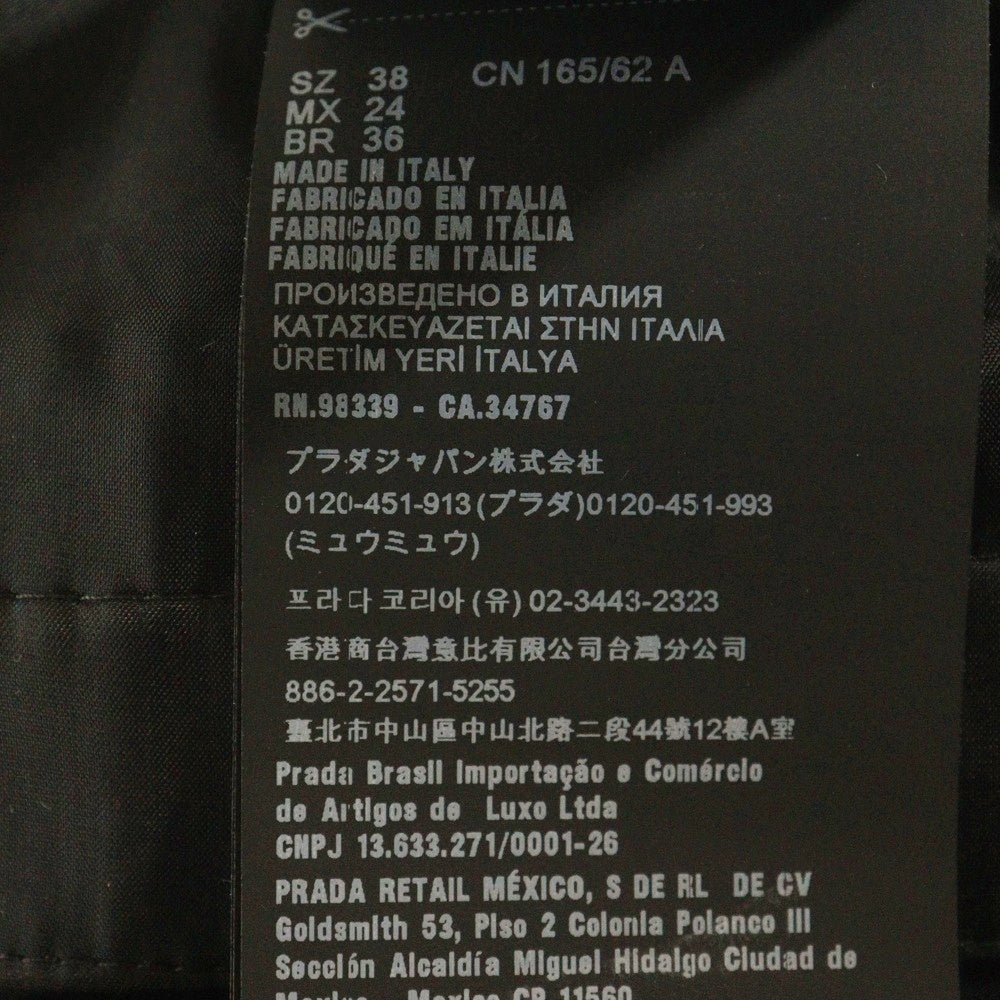 SZ 38 CN 165/62 A
MX 24
BR 36
MADE IN ITALY
FABRICADO EN ITALIA
FABRICADO EM ITÁLIA
FABRIQUÉ EN ITALIE
ПРОИЗВЕДЕНО В ИТАЛИЯ
ΚΑΤΑΣΚΕΥΑΖΕΤΑΙ ΣΤΗΝ ΙΤΑΛΙΑ
ÜRETİM YERİ İTALYA
RN.98339 - CA.34767
プラダジャパン株式会社
0120-451-913(プラダ)0120-451-993
(ミュウミュウ)
프라다코리아(유) 02-3443-2323
香港商台灣意比有限公司台灣分公司
886-2-2571-5255
臺北市中山區中山北路二段44號12樓A室
Prada Brasil Importação e Comércio
de Artigos de Luxo Ltda
CNPJ 13.633.271/0001-26
PRADA RETAIL MÉXICO, S DE RL DE CV
Goldsmith 53, Piso 2 Colonia Polanco III
Sección Alcaldía Miguel Hidalgo Ciudad de
Mexico Mexico CP 11560